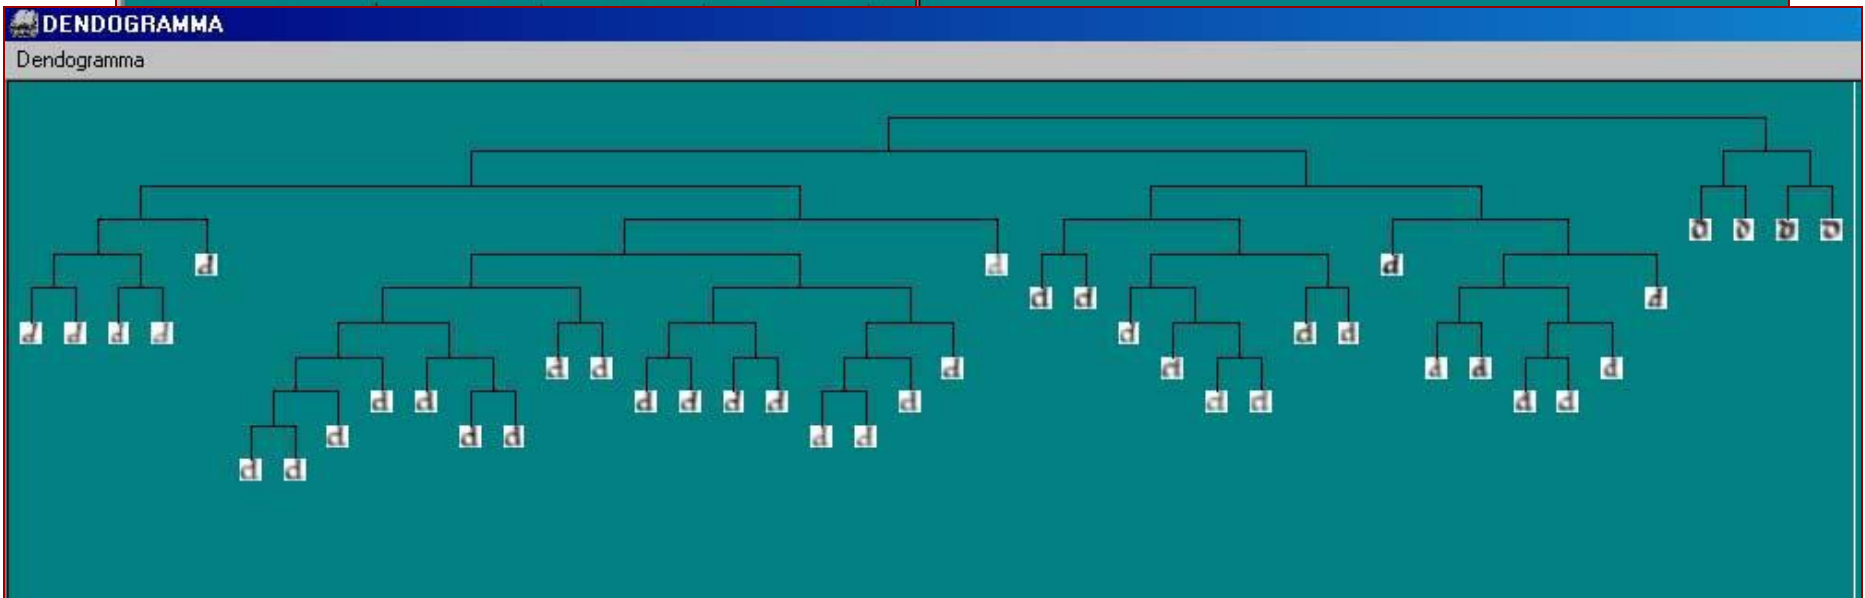 DENDOGRAMMA
Dendogramma
d d d d
d d d
d d d
d d d d d d d
d d d d d d d
d d d d d d d d d d d
d d d d d
d d